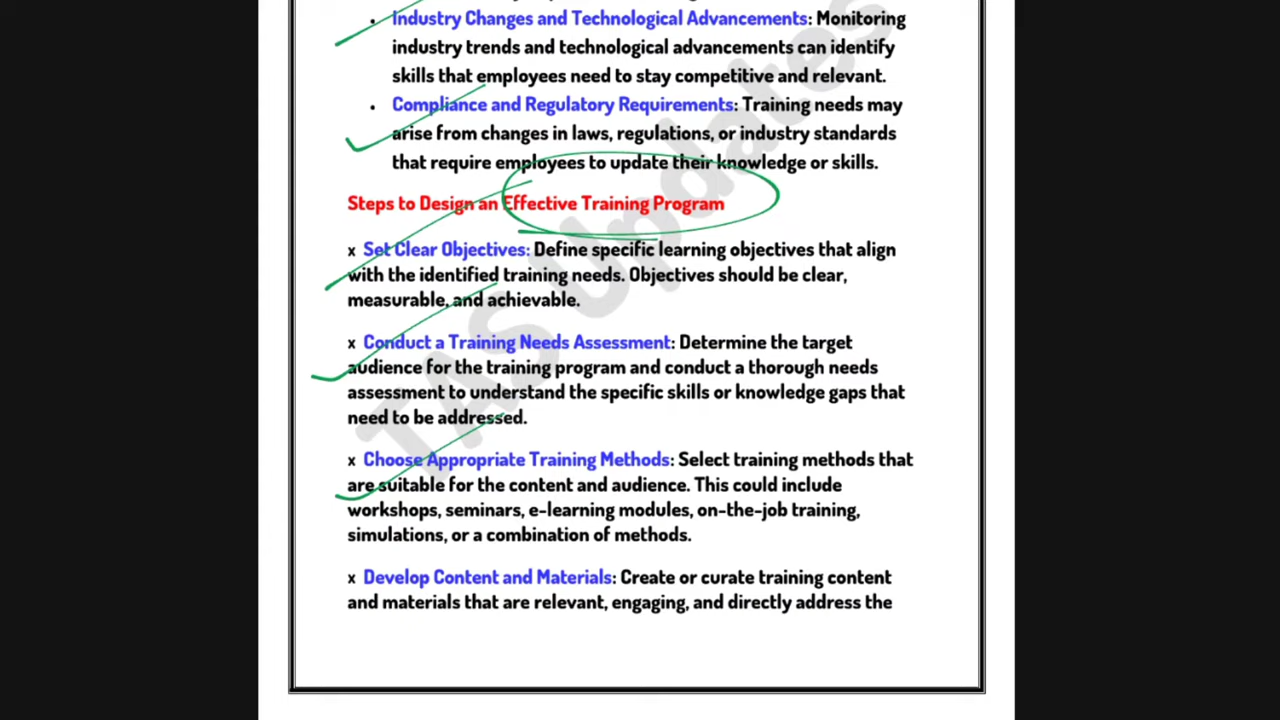 • Industry Changes and Technological Advancements: Monitoring
industry trends and technological advancements can identify
skills that employees need to stay competitive and relevant.
• Compliance and Regulatory Requirements: Training needs may
arise from changes in laws, regulations, or industry standards
that require employees to update their knowledge or skills.
Steps to Design an Effective Training Program
x Set Clear Objectives: Define specific learning objectives that align
with the identified training needs. Objectives should be clear,
measurable, and achievable.
x Conduct a Training Needs Assessment: Determine the target
audience for the training program and conduct a thorough needs
assessment to understand the specific skills or knowledge gaps that
need to be addressed.
x Choose Appropriate Training Methods: Select training methods that
are suitable for the content and audience. This could include
workshops, seminars, e-learning modules, on-the-job training,
simulations, or a combination of methods.
x Develop Content and Materials: Create or curate training content
and materials that are relevant, engaging, and directly address the
TAS Updates